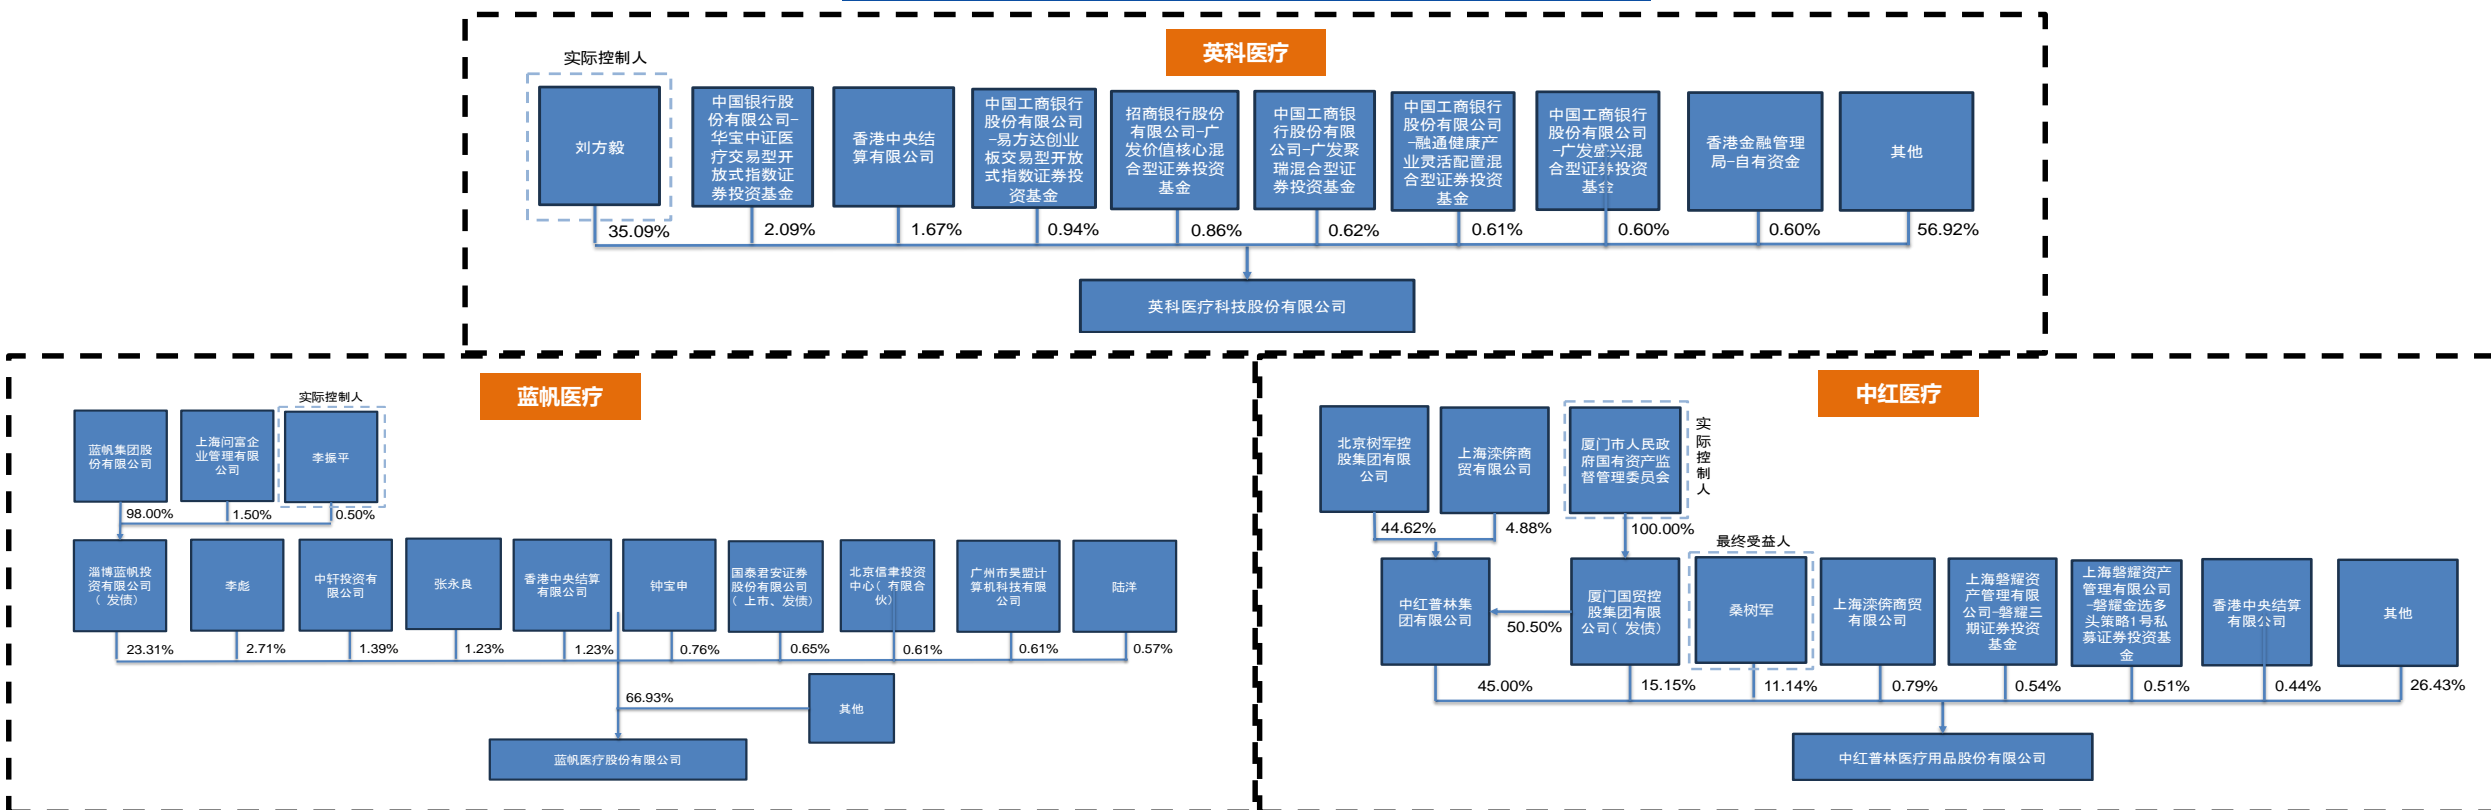 英科医疗
实际控制人
刘方毅
中国银行股
份有限公司-
华宝中证医
疗交易型开
放式指数证
券投资基金
香港中央结
算有限公司
中国工商银行
股份有限公司
-易方达创业
板交易型开放
式指数证券投
资基金
招商银行股份
有限公司-广
发价值核心混
合型证券投资
基金
中国工商银
行股份有限
公司-广发聚
瑞混合型证
券投资基金
中国工商银行
股份有限公司
-融通健康产
业灵活配置混
合型证券投资
基金
中国工商银行
股份有限公司
-广发盛兴混
合型证券投资
基金
香港金融管理
局-自有资金
其他
35.09%
2.09%
1.67%
0.94%
0.86%
0.62%
0.61%
0.60%
0.60%
56.92%
英科医疗科技股份有限公司
蓝帆医疗
实际控制人
蓝帆集团股
份有限公司
上海问富企
业管理有限
公司
李振平
98.00%
1.50%
0.50%
淄博蓝帆投
资有限公司
（发债）
李彪
中轩投资有
限公司
张永良
香港中央结算
有限公司
钟宝申
国泰君安证券
股份有限公司
（上市、发债）
北京信聿投资
中心（有限合
伙）
广州市昊盟计
算机科技有限
公司
陆洋
23.31%
2.71%
1.39%
1.23%
1.23%
0.76%
0.65%
0.61%
0.61%
0.57%
66.93%
其他
蓝帆医疗股份有限公司
中红医疗
北京树军控
股集团有限
公司
上海滦侪商
贸有限公司
厦门市人民政
府国有资产监
督管理委员会
实际控制人
44.62%
4.88%
100.00%
最终受益人
中红普林集
团有限公司
50.50%
厦门国贸控
股集团有限
公司（发债）
桑树军
上海滦侪商贸
有限公司
上海磐耀资
产管理有限
公司-磐耀三
期证券投资
基金
上海磐耀资产
管理有限公司
-磐耀金选多
头策略1号私
募证券投资基
金
香港中央结算
有限公司
其他
45.00%
15.15%
11.14%
0.79%
0.54%
0.51%
0.44%
26.43%
中红普林医疗用品股份有限公司